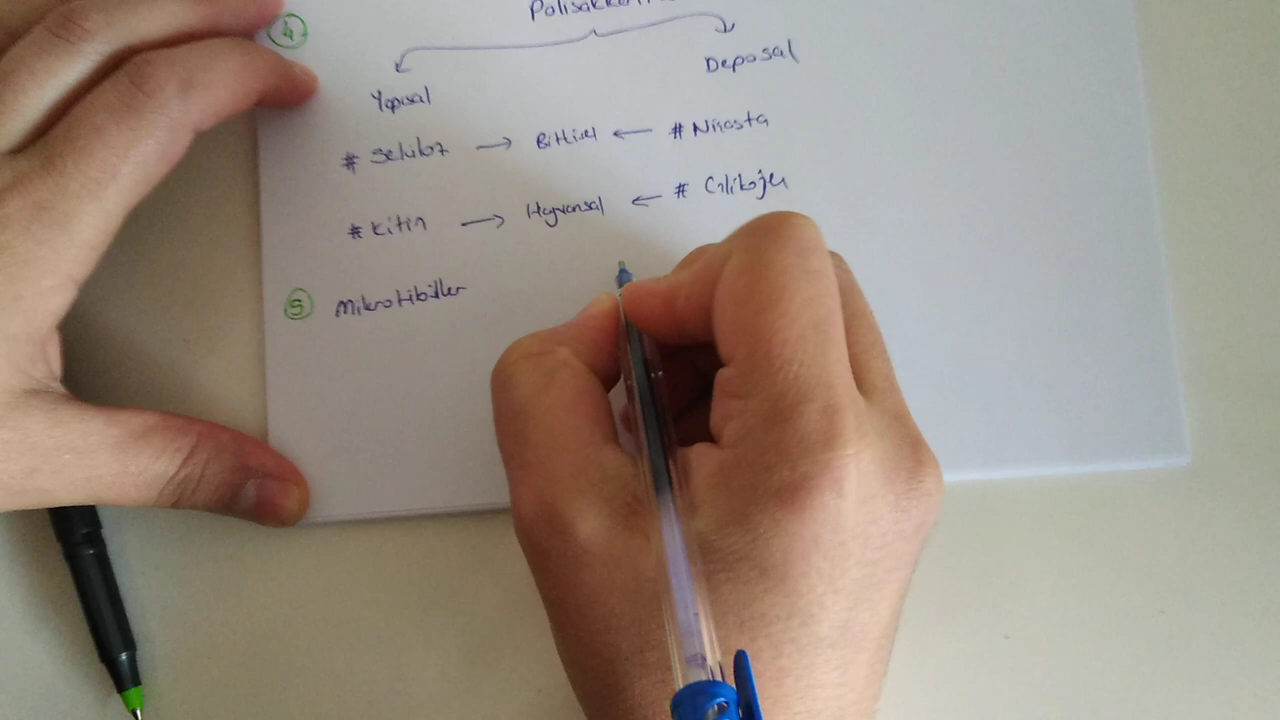 4
Yapısal Deposal
# Selüloz → Bitkisel ← # Nişasta
# Kitin → Hayvansal ← # Glikojen
5 Mikrofibriller